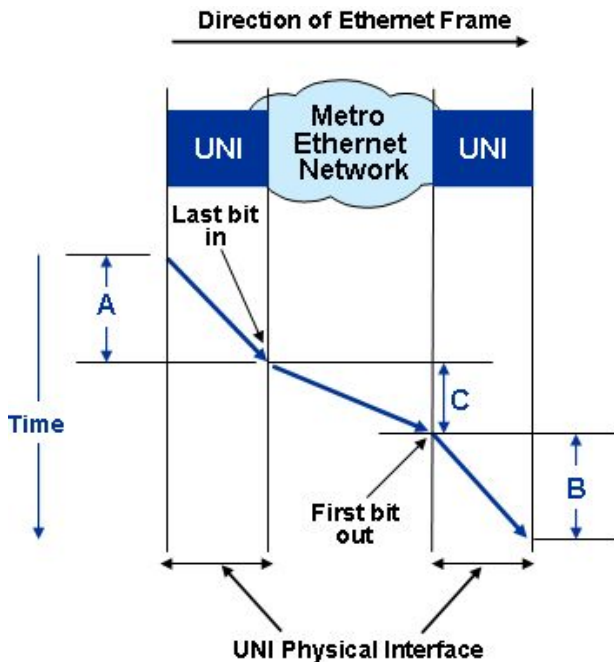 Direction of Ethernet Frame
UNI
Metro
Ethernet
Network
UNI
Last bit
in
A
C
Time
B
First bit
out
UNI Physical Interface